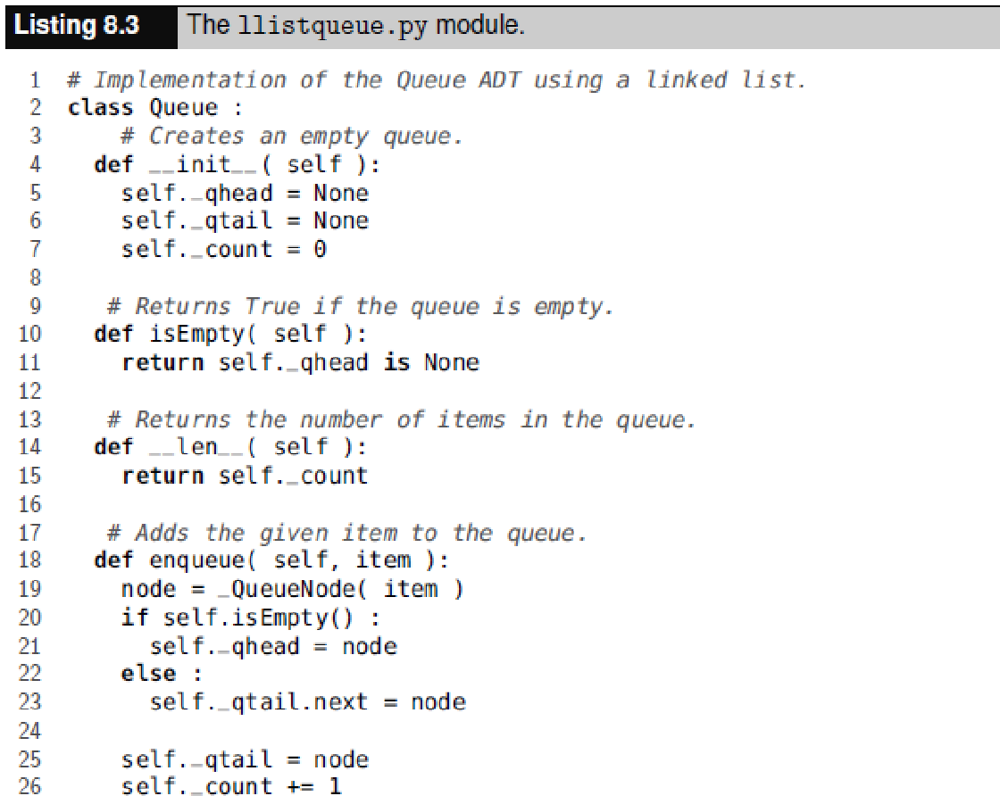 Listing 8.3 The llistqueue.py module.
1 # Implementation of the Queue ADT using a linked list.
2 class Queue :
3 # Creates an empty queue.
4 def __init__( self ):
5 self._qhead = None
6 self._qtail = None
7 self._count = 0
8
9 # Returns True if the queue is empty.
10 def isEmpty( self ):
11 return self._qhead is None
12
13 # Returns the number of items in the queue.
14 def __len__( self ):
15 return self._count
16
17 # Adds the given item to the queue.
18 def enqueue( self, item ):
19 node = _QueueNode( item )
20 if self.isEmpty() :
21 self._qhead = node
22 else :
23 self._qtail.next = node
24
25 self._qtail = node
26 self._count += 1